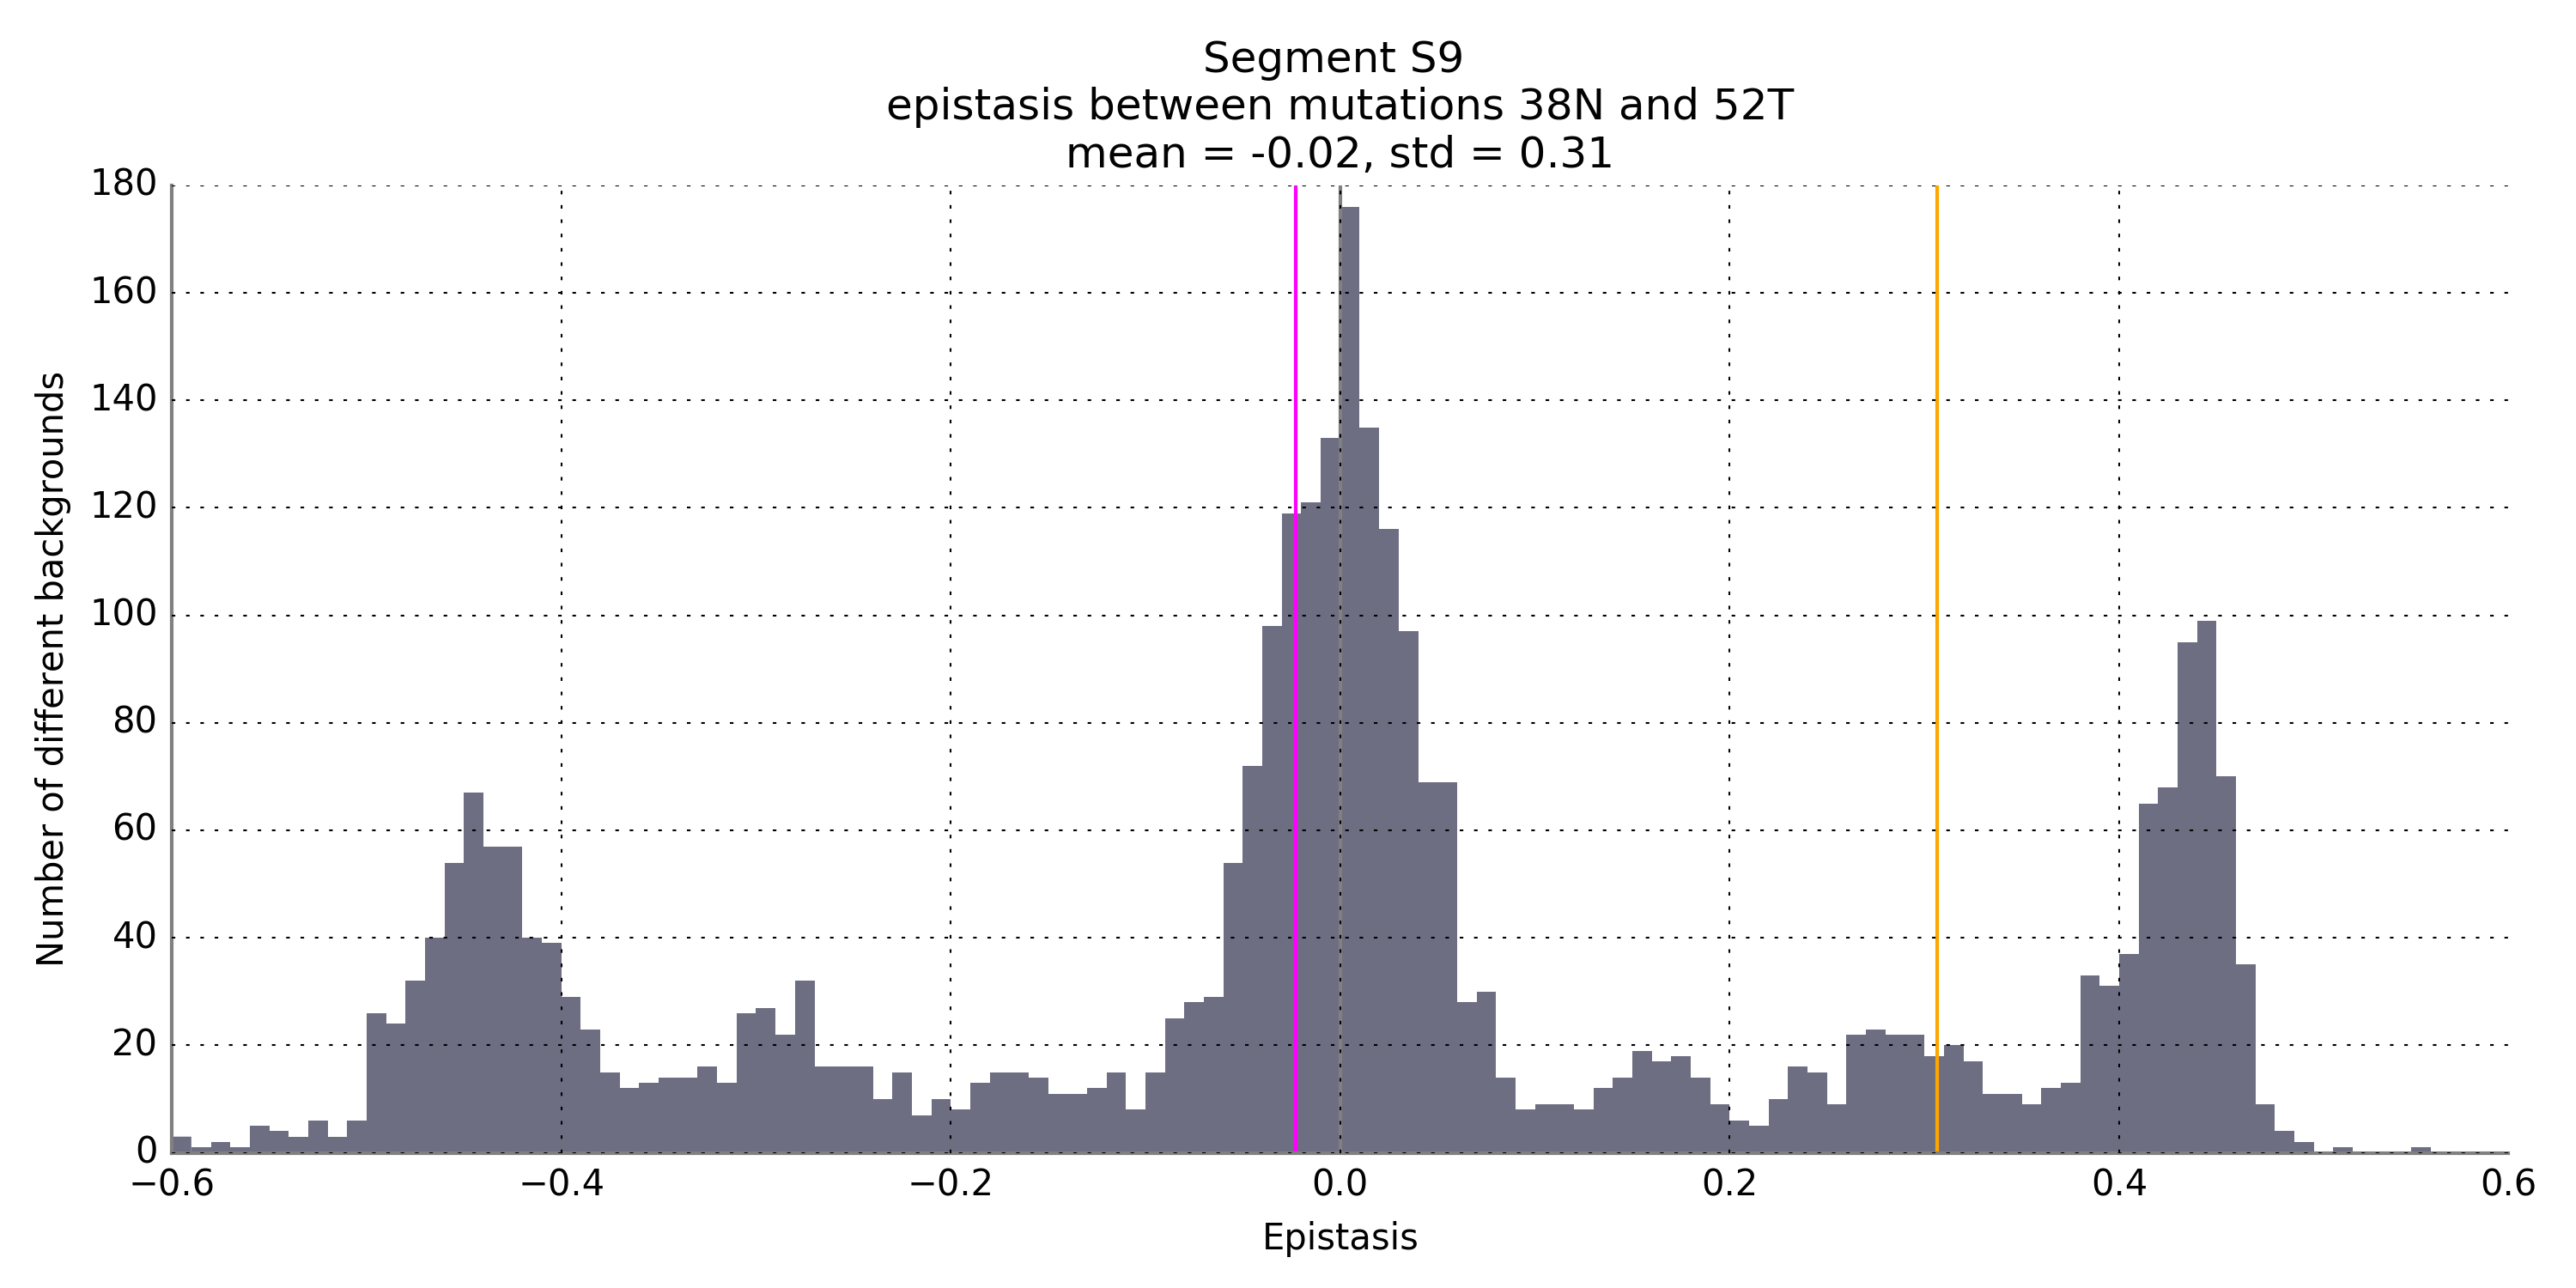 Segment S9
epistasis between mutations 38N and 52T
mean = -0.02, std = 0.31
Number of different backgrounds
180
160
140
120
100
80
60
40
20
0
−0.6 −0.4 −0.2 0.0 0.2 0.4 0.6
Epistasis